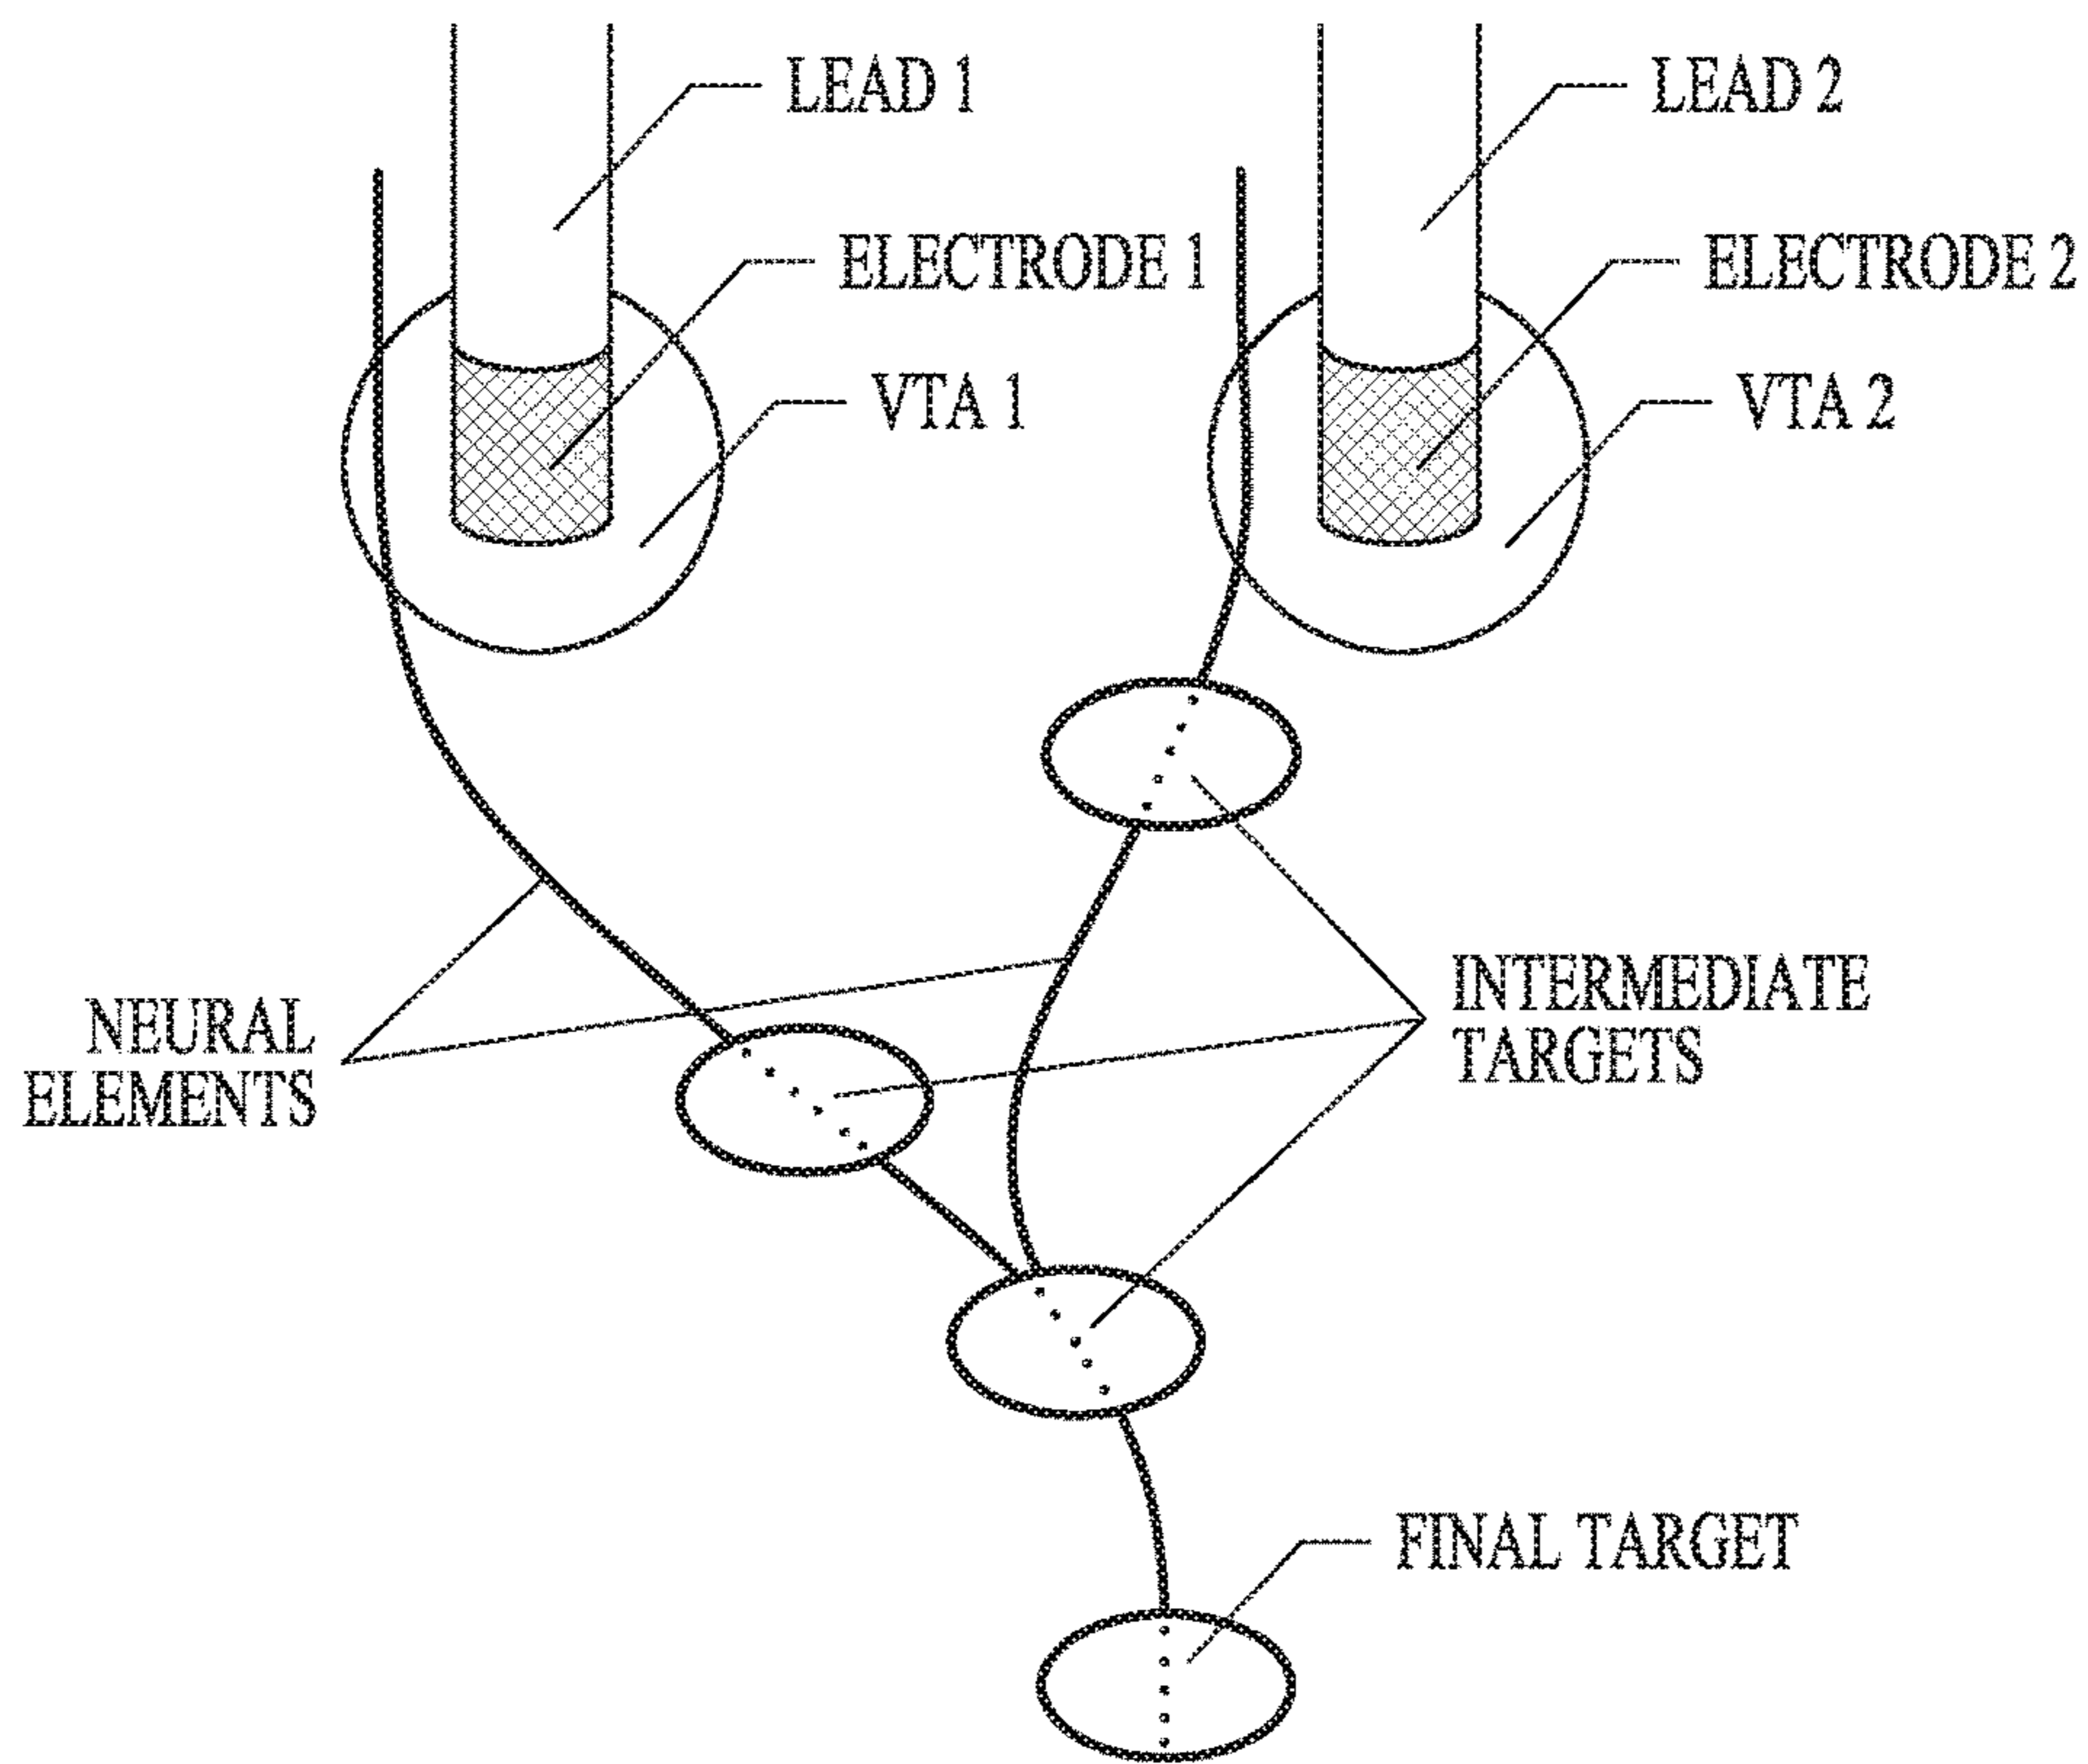 LEAD 1
LEAD 2
ELECTRODE 1
ELECTRODE 2
VTA 1
VTA 2
NEURAL
ELEMENTS
INTERMEDIATE
TARGETS
FINAL TARGET